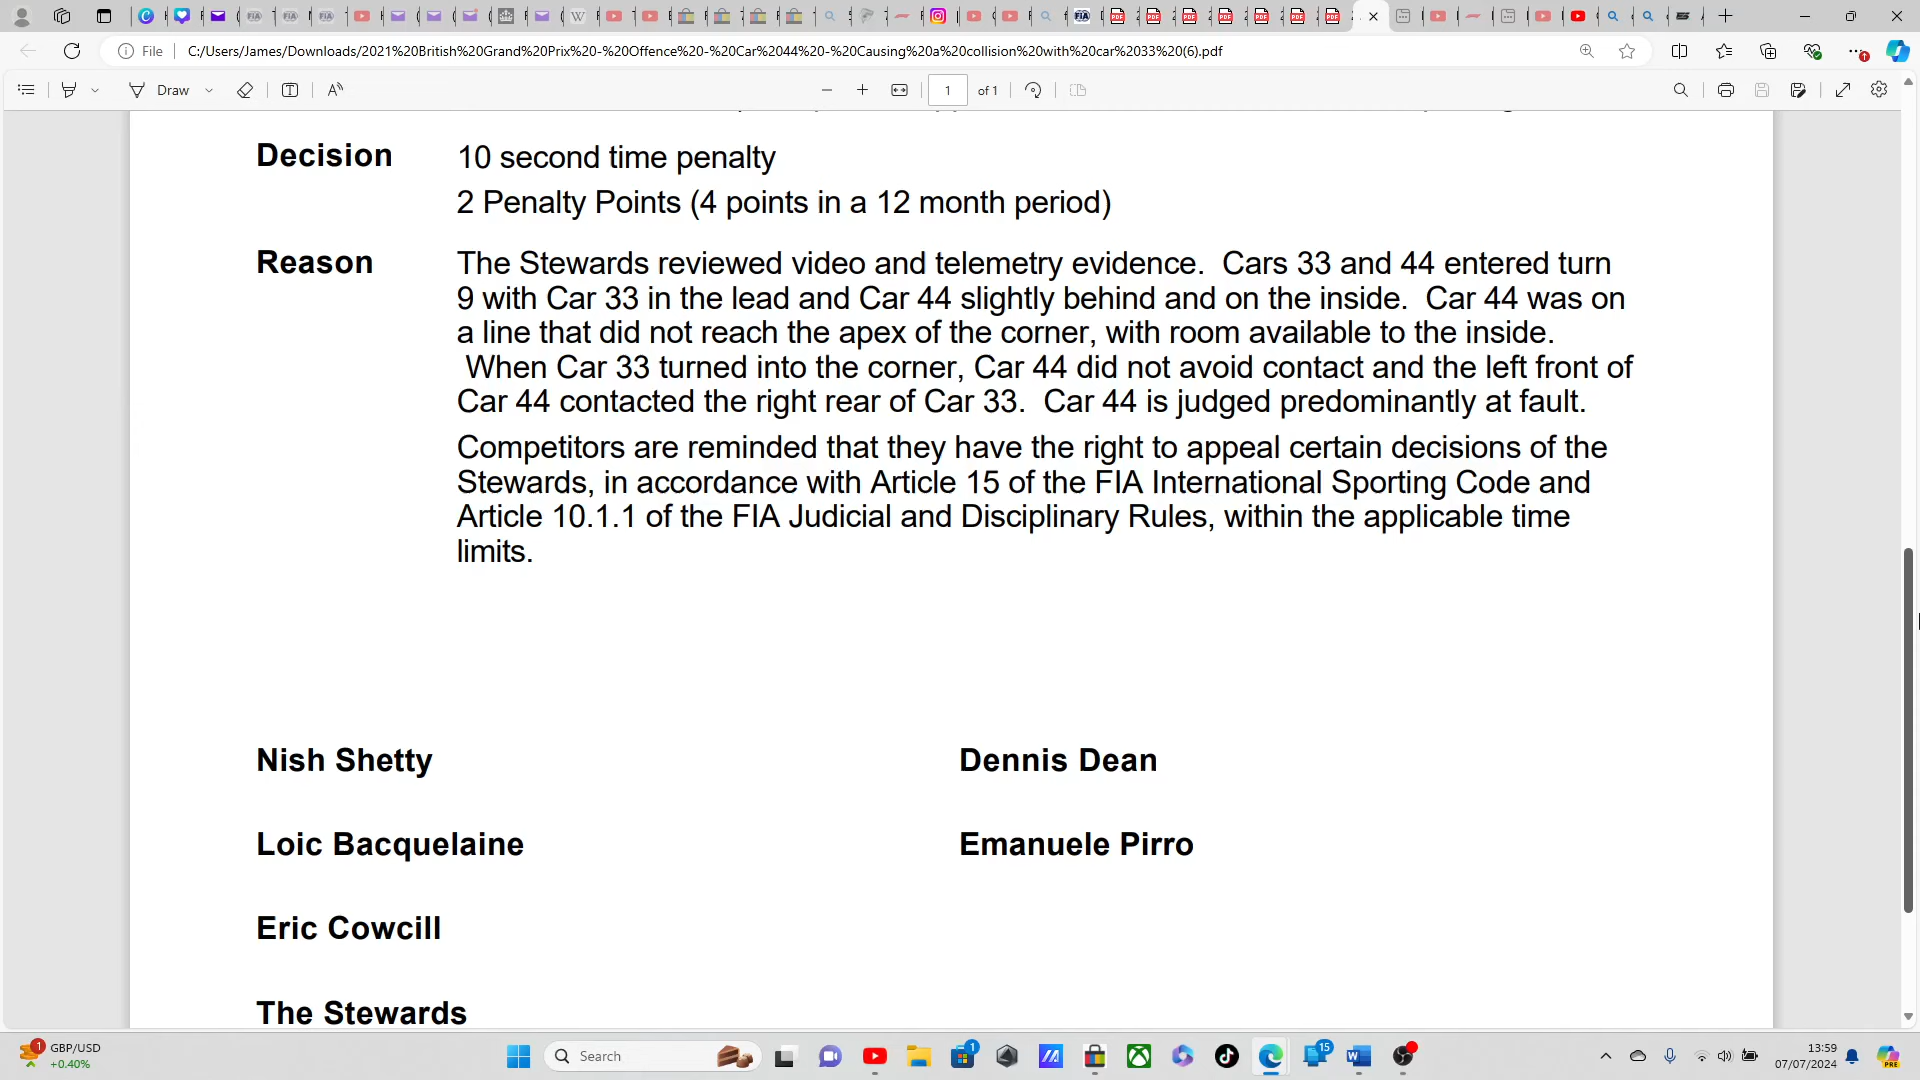 File
C:/Users/James/Downloads/2021%20British%20Grand%20Prix%20-%20Offence%20-%20Car%2044%20-%20Causing%20a%20collision%20with%20car%2033%20(6).pdf
Draw
1
of 1
Decision
10 second time penalty
2 Penalty Points (4 points in a 12 month period)
Reason
The Stewards reviewed video and telemetry evidence. Cars 33 and 44 entered turn
9 with Car 33 in the lead and Car 44 slightly behind and on the inside. Car 44 was on
a line that did not reach the apex of the corner, with room available to the inside.
When Car 33 turned into the corner, Car 44 did not avoid contact and the left front of
Car 44 contacted the right rear of Car 33. Car 44 is judged predominantly at fault.
Competitors are reminded that they have the right to appeal certain decisions of the
Stewards, in accordance with Article 15 of the FIA International Sporting Code and
Article 10.1.1 of the FIA Judicial and Disciplinary Rules, within the applicable time
limits.
Nish Shetty
Dennis Dean
Loic Bacquelaine
Emanuele Pirro
Eric Cowcill
The Stewards
1
GBP/USD
+0.40%
Search
1
15
13:59
07/07/2024